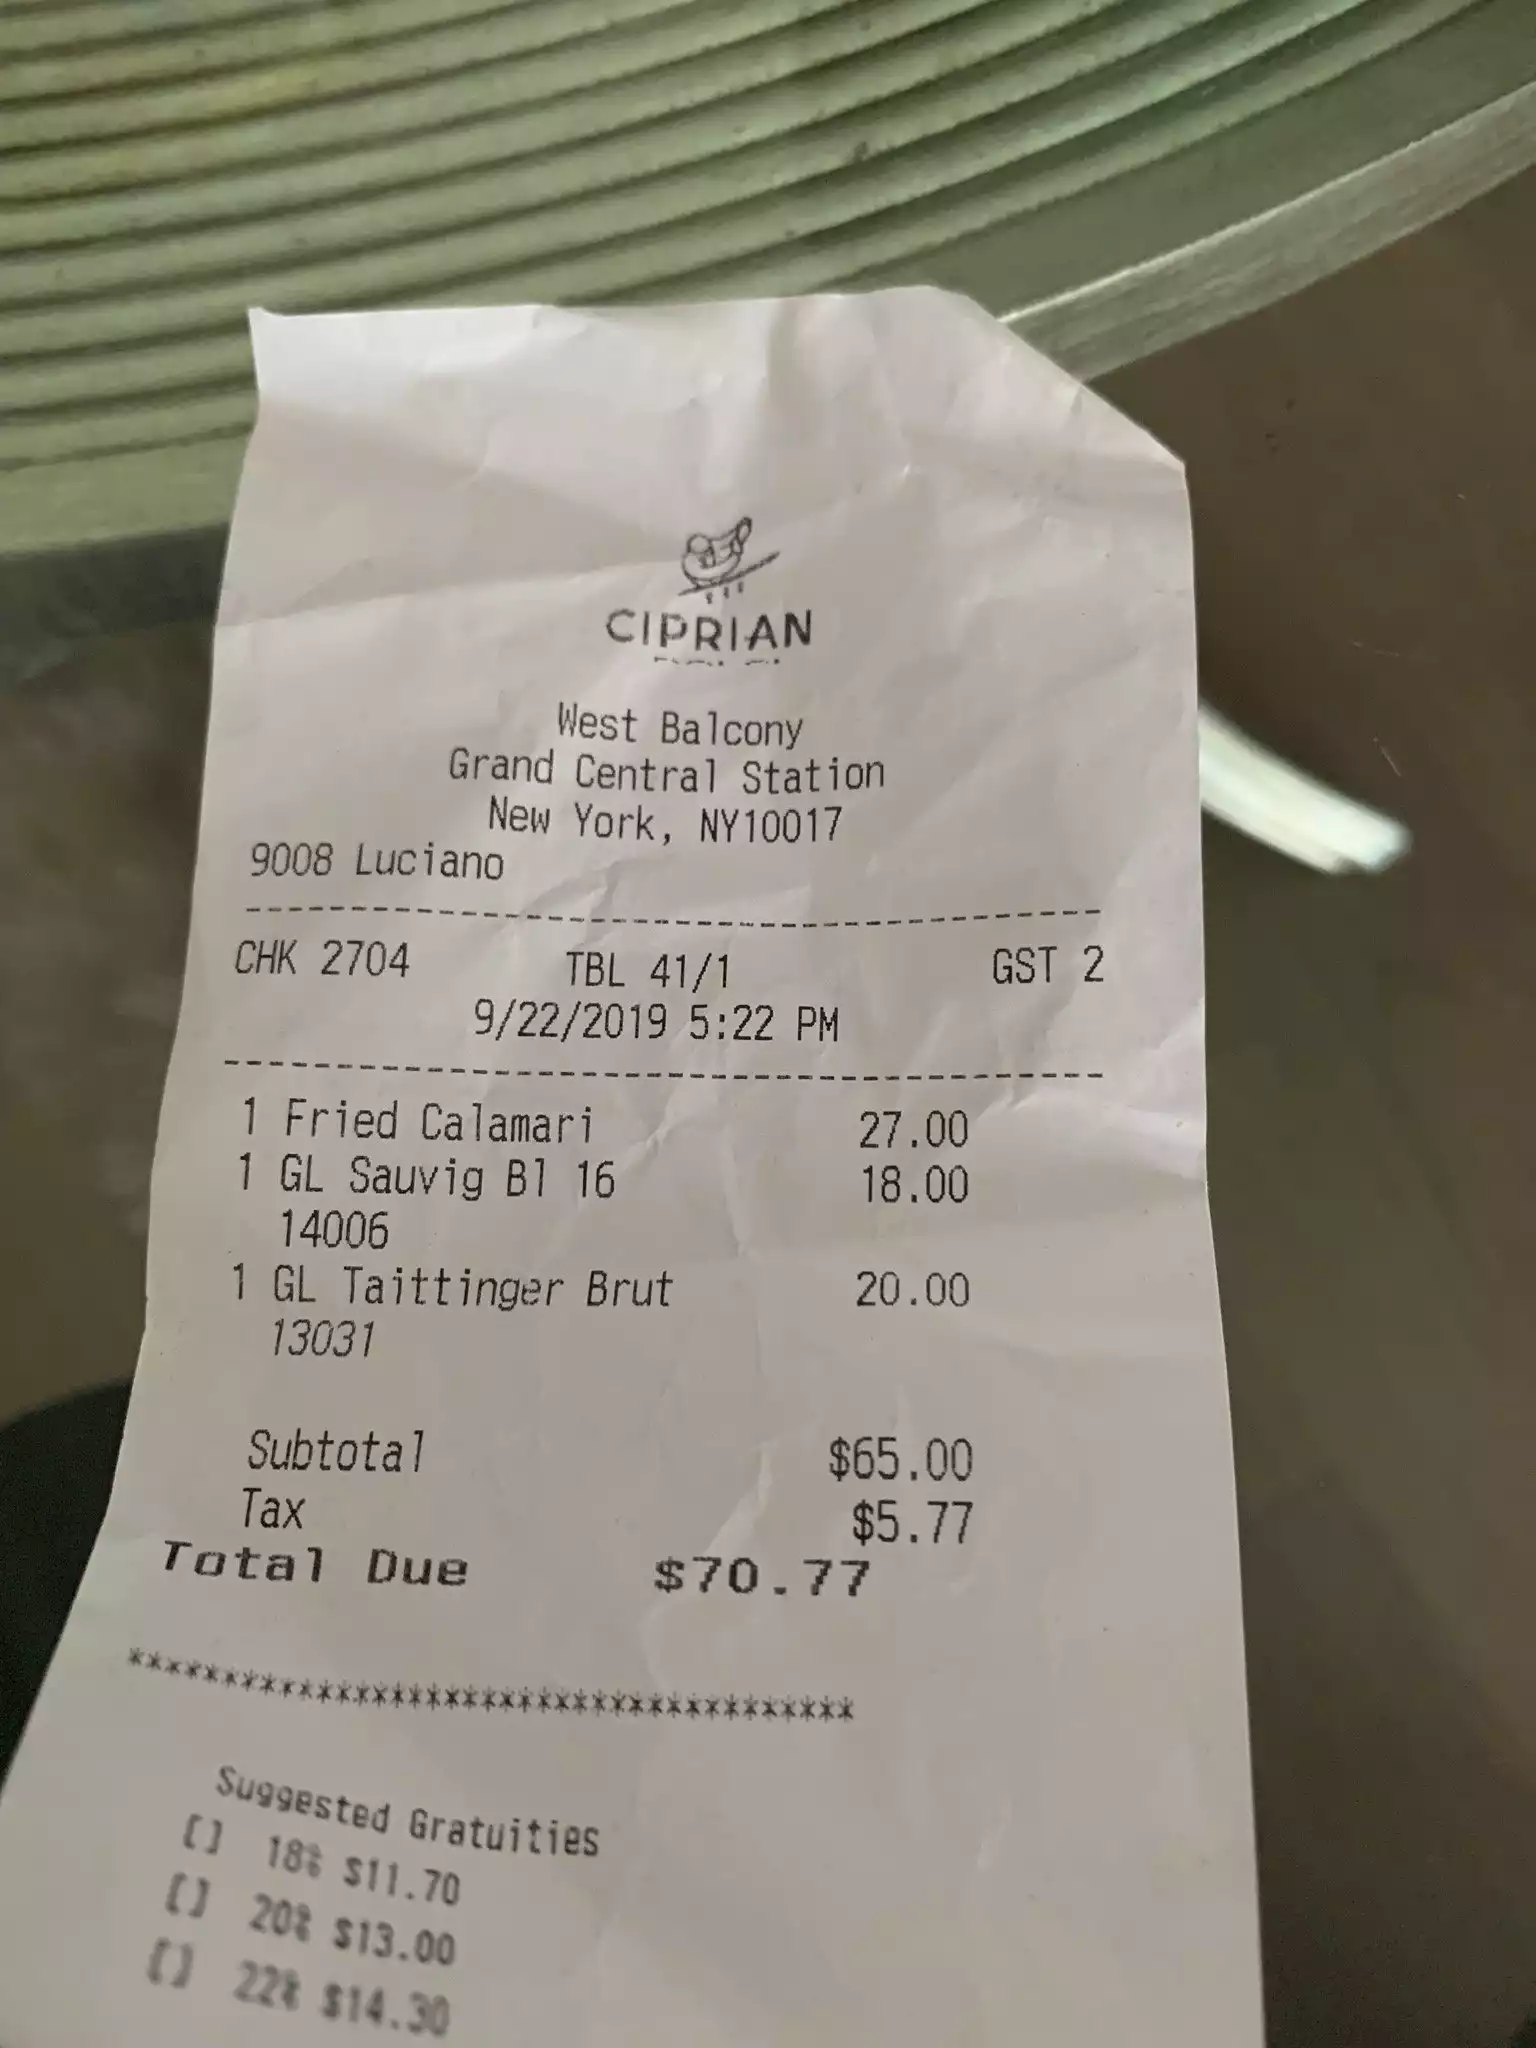 CIPRIAN
West Balcony
Grand Central Station
New York, NY10017
9008 Luciano
CHK 2704 TBL 41/1 GST 2
9/22/2019 5:22 PM
1 Fried Calamari 27.00
1 GL Sauvig Bl 16 18.00
14006
1 GL Taittinger Brut 20.00
13031
Subtotal $65.00
Tax $5.77
Total Due $70.77
****************************************
Suggested Gratuities
[] 18% $11.70
[] 20% $13.00
[] 22% $14.30